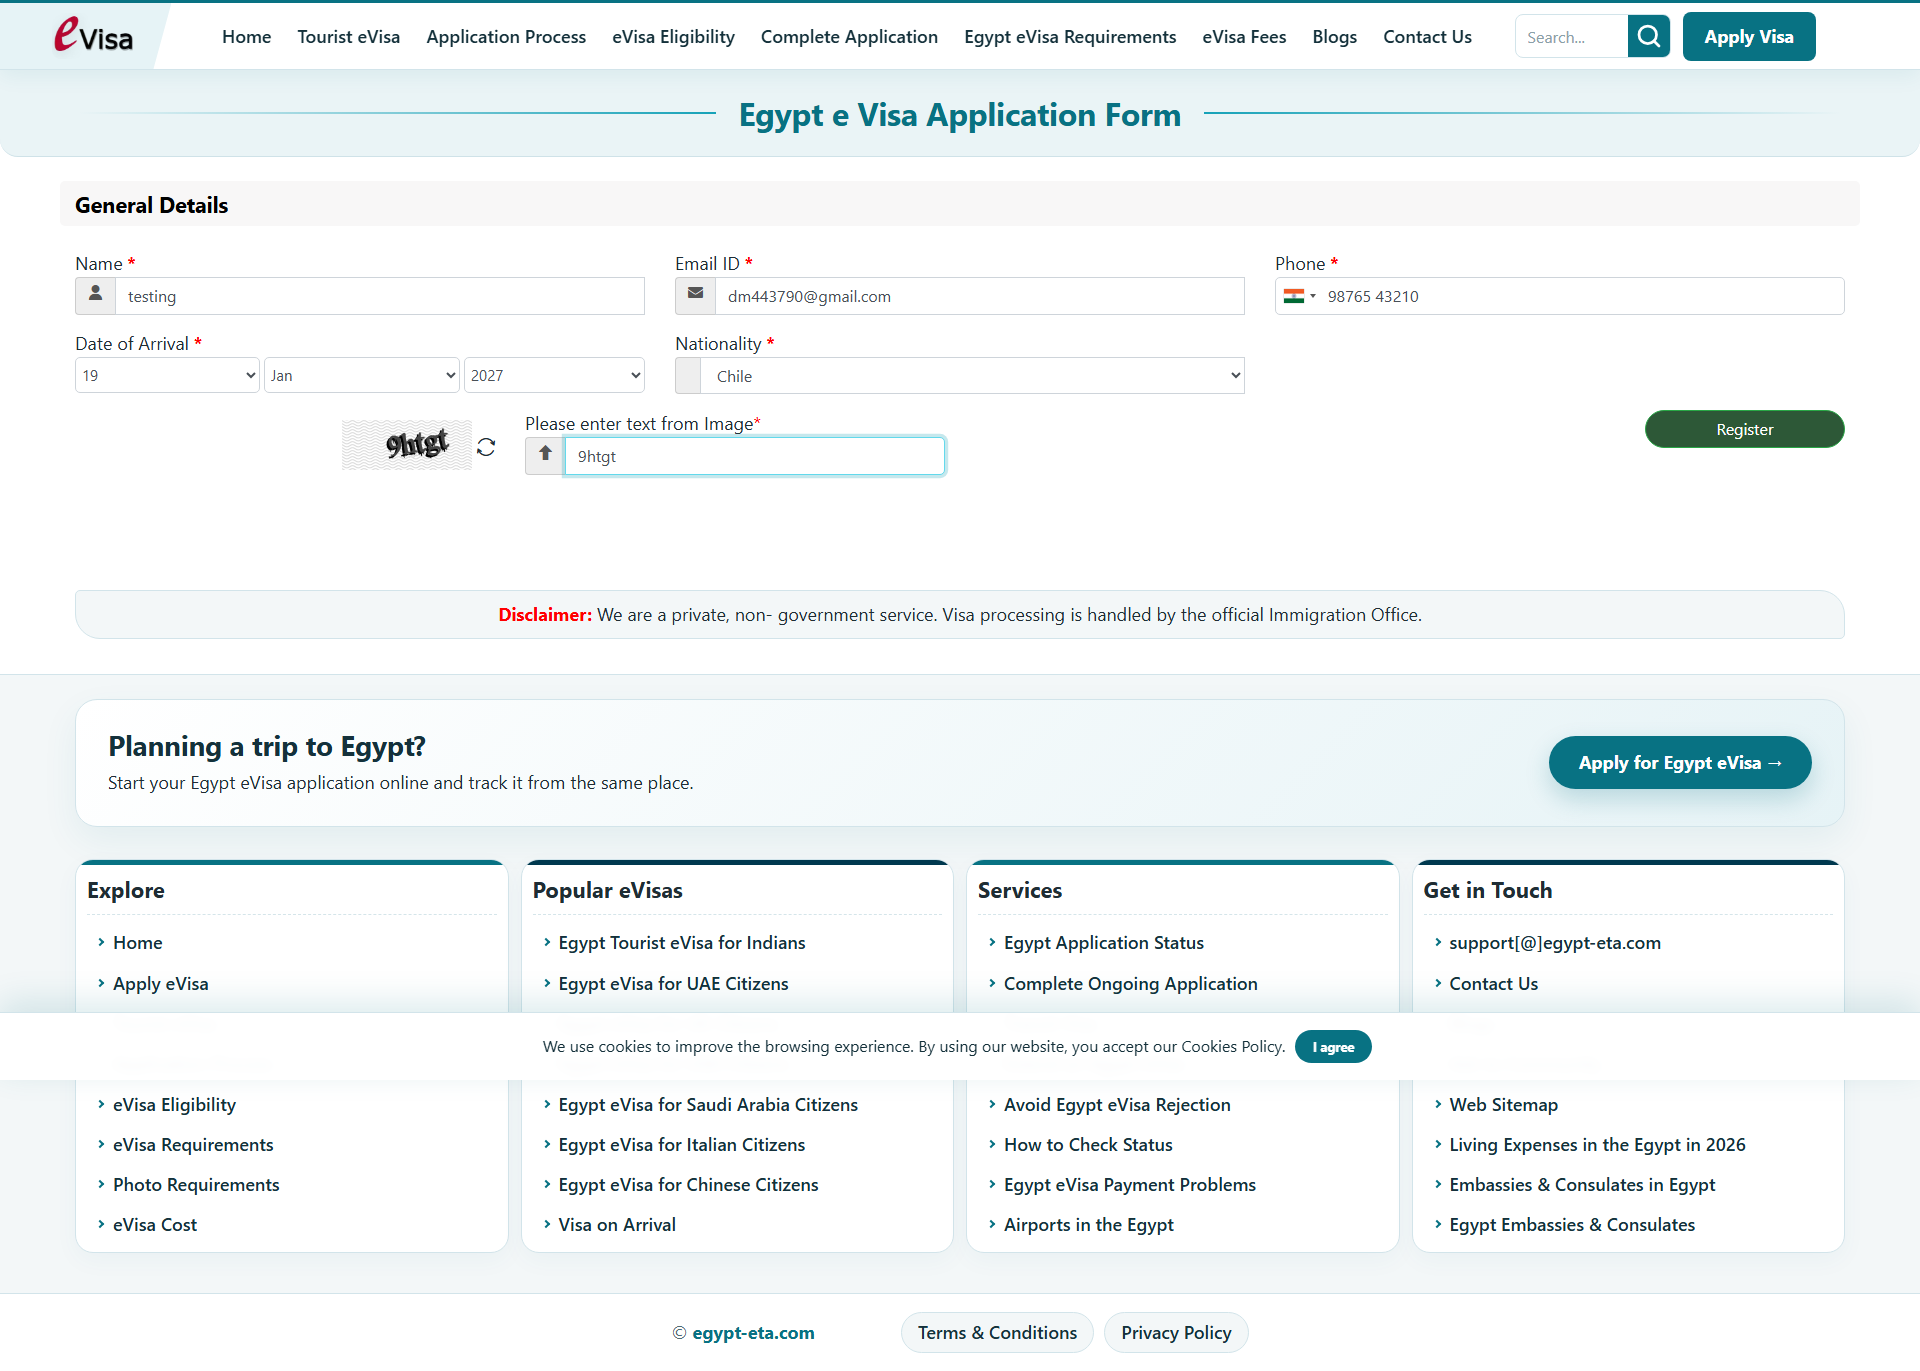 eVisa
Home Tourist eVisa Application Process eVisa Eligibility Complete Application Egypt eVisa Requirements eVisa Fees Blogs Contact Us Search... Apply Visa
Egypt e Visa Application Form
General Details
Name * Email ID * Phone *
testing dm443790@gmail.com 98765 43210
Date of Arrival * Nationality *
19 Jan 2027 Chile
Please enter text from Image*
9htgt 9htgt Register
Disclaimer: We are a private, non- government service. Visa processing is handled by the official Immigration Office.
Planning a trip to Egypt?
Start your Egypt eVisa application online and track it from the same place.
Apply for Egypt eVisa →
Explore
Home
Apply eVisa
eVisa Eligibility
eVisa Requirements
Photo Requirements
eVisa Cost
Popular eVisas
Egypt Tourist eVisa for Indians
Egypt eVisa for UAE Citizens
Egypt eVisa for Saudi Arabia Citizens
Egypt eVisa for Italian Citizens
Egypt eVisa for Chinese Citizens
Visa on Arrival
Services
Egypt Application Status
Complete Ongoing Application
Avoid Egypt eVisa Rejection
How to Check Status
Egypt eVisa Payment Problems
Airports in the Egypt
Get in Touch
support[@]egypt-eta.com
Contact Us
Web Sitemap
Living Expenses in the Egypt in 2026
Embassies & Consulates in Egypt
Egypt Embassies & Consulates
We use cookies to improve the browsing experience. By using our website, you accept our Cookies Policy. I agree
© egypt-eta.com Terms & Conditions Privacy Policy